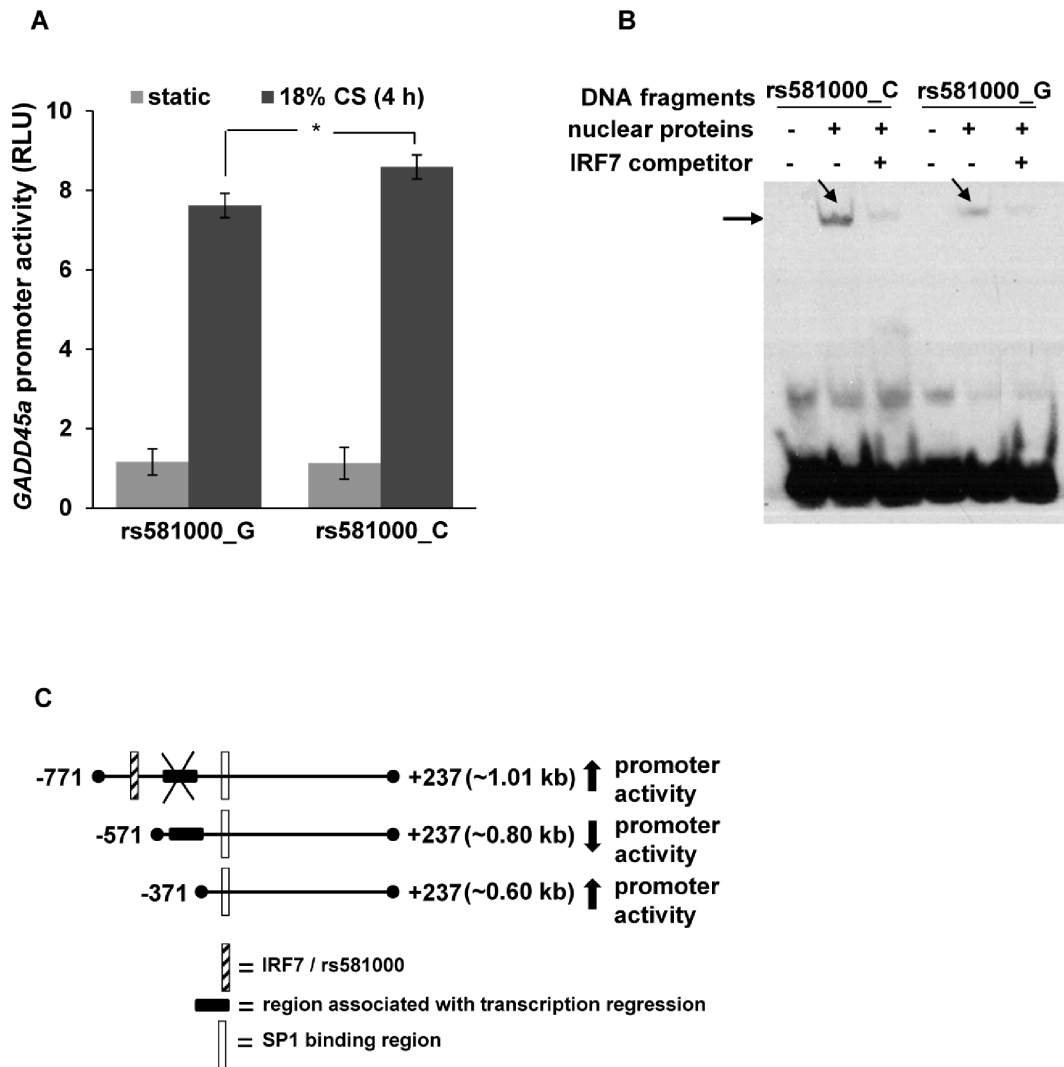 A
static 18% CS (4 h)
GADD45a promoter activity (RLU)
10
8
6
4
2
0
*
rs581000_G rs581000_C
B
DNA fragments rs581000_C rs581000_G
nuclear proteins - + + - + +
IRF7 competitor - - + - - +
C
-771 +237 (~1.01 kb) promoter
activity
-571 +237 (~0.80 kb) promoter
activity
-371 +237 (~0.60 kb) promoter
activity
= IRF7 / rs581000
= region associated with transcription regression
= SP1 binding region